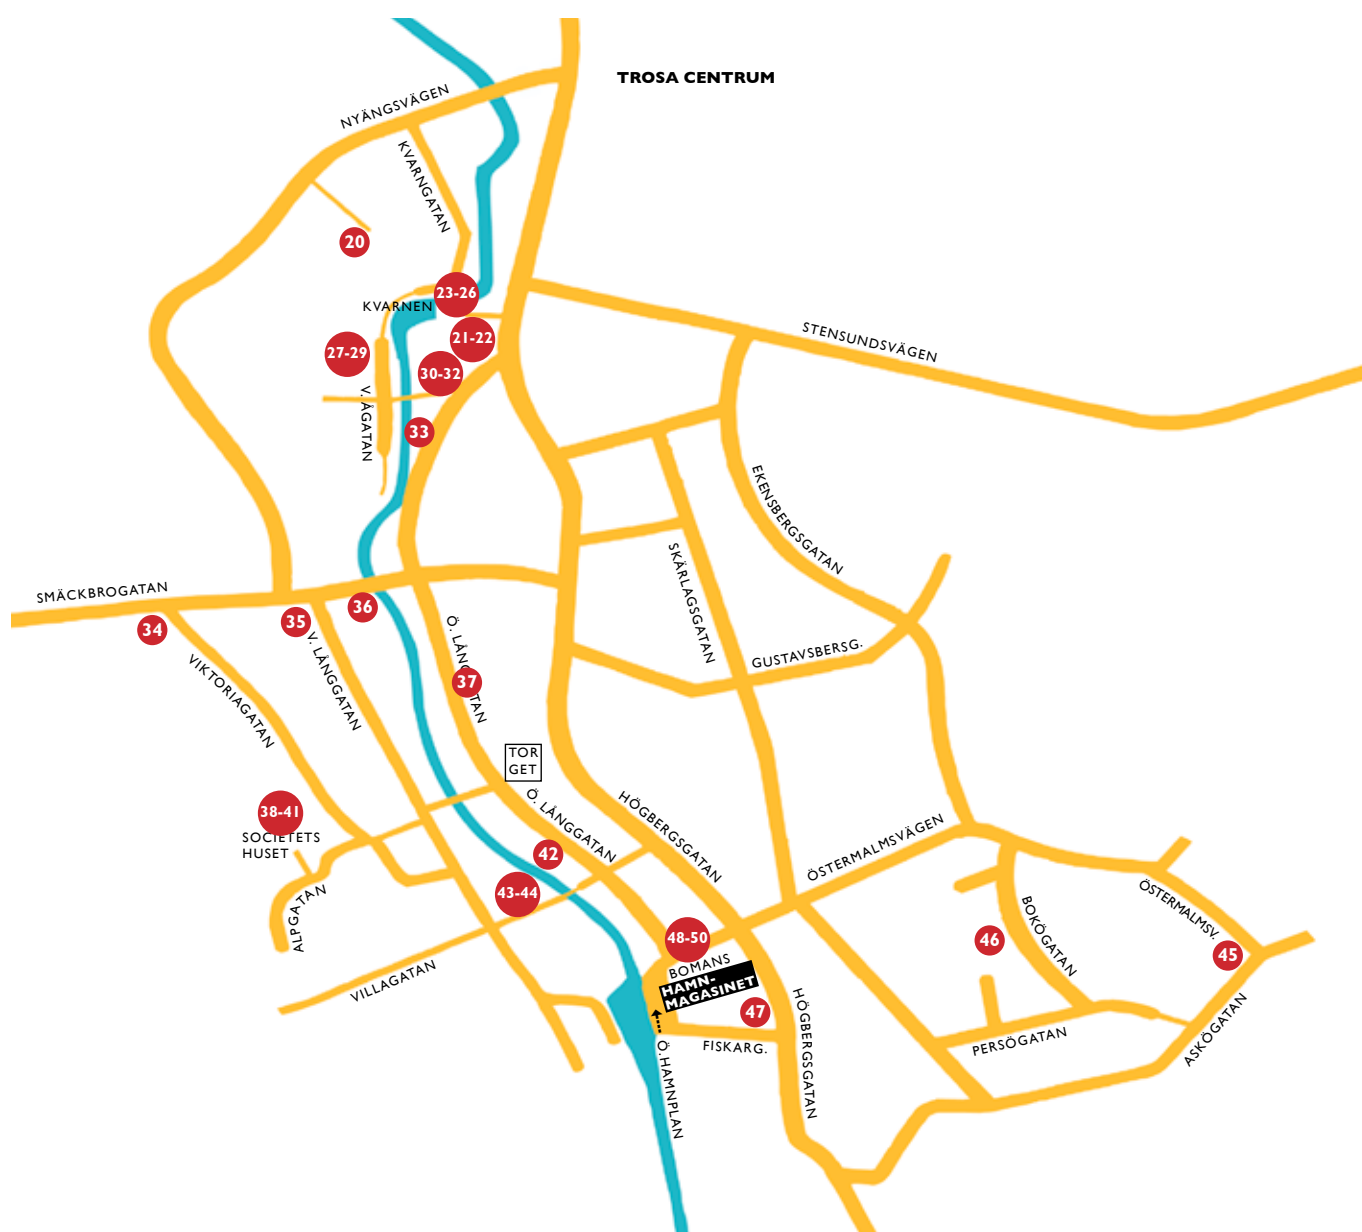 TROSA CENTRUM
NYÄNGSVÄGEN
KVARNGATAN
20
23-26
KVARNEN
21-22
27-29
30-32
V. ÅGATAN
33
STENSUNDSVÄGEN
EKENSBERGSGATAN
SKÄRLAGSGATAN
GUSTAVSBERSG.
SMÄCKBROGATAN
34
35
36
V. LÅNGGATAN
VIKTORIAGATAN
Ö. LÅNG TAN
37
TOR
GET
Ö. LÅNGGATAN
HÖGBERGSGATAN
38-41
SOCIETETS
HUSET
ALPGATAN
42
43-44
VILLAGATAN
ÖSTERMALMSVÄGEN
48-50
BOMANS
HAMN-
MAGASINET
47
FISKARG.
Ö.HAMNPLAN
HÖGBERGSGATAN
46
BOKÖGATAN
ÖSTERMALMSV.
45
PERSÖGATAN
ASKÖGATAN